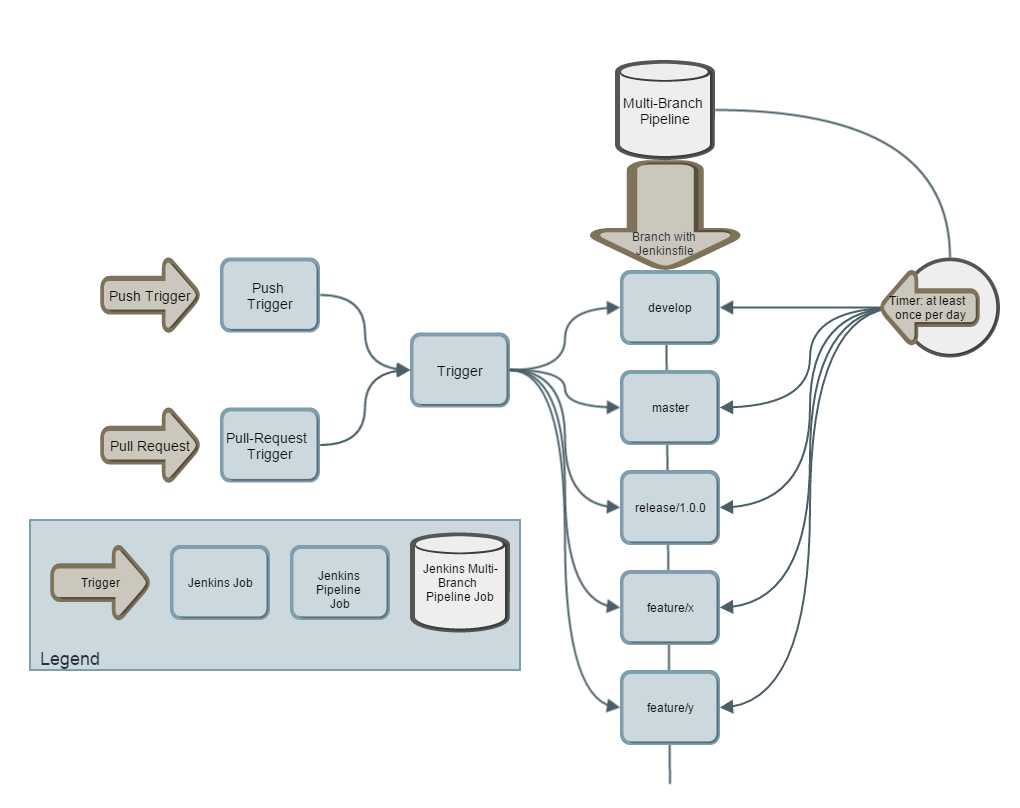 Multi-Branch
Pipeline
Branch with
Jenkinsfile
Push Trigger
Push
Trigger
develop
Timer: at least
once per day
Trigger
master
Pull Request
Pull-Request
Trigger
release/1.0.0
Trigger
Jenkins Job
Jenkins
Pipeline
Job
Jenkins Multi-
Branch
Pipeline Job
Legend
feature/x
feature/y